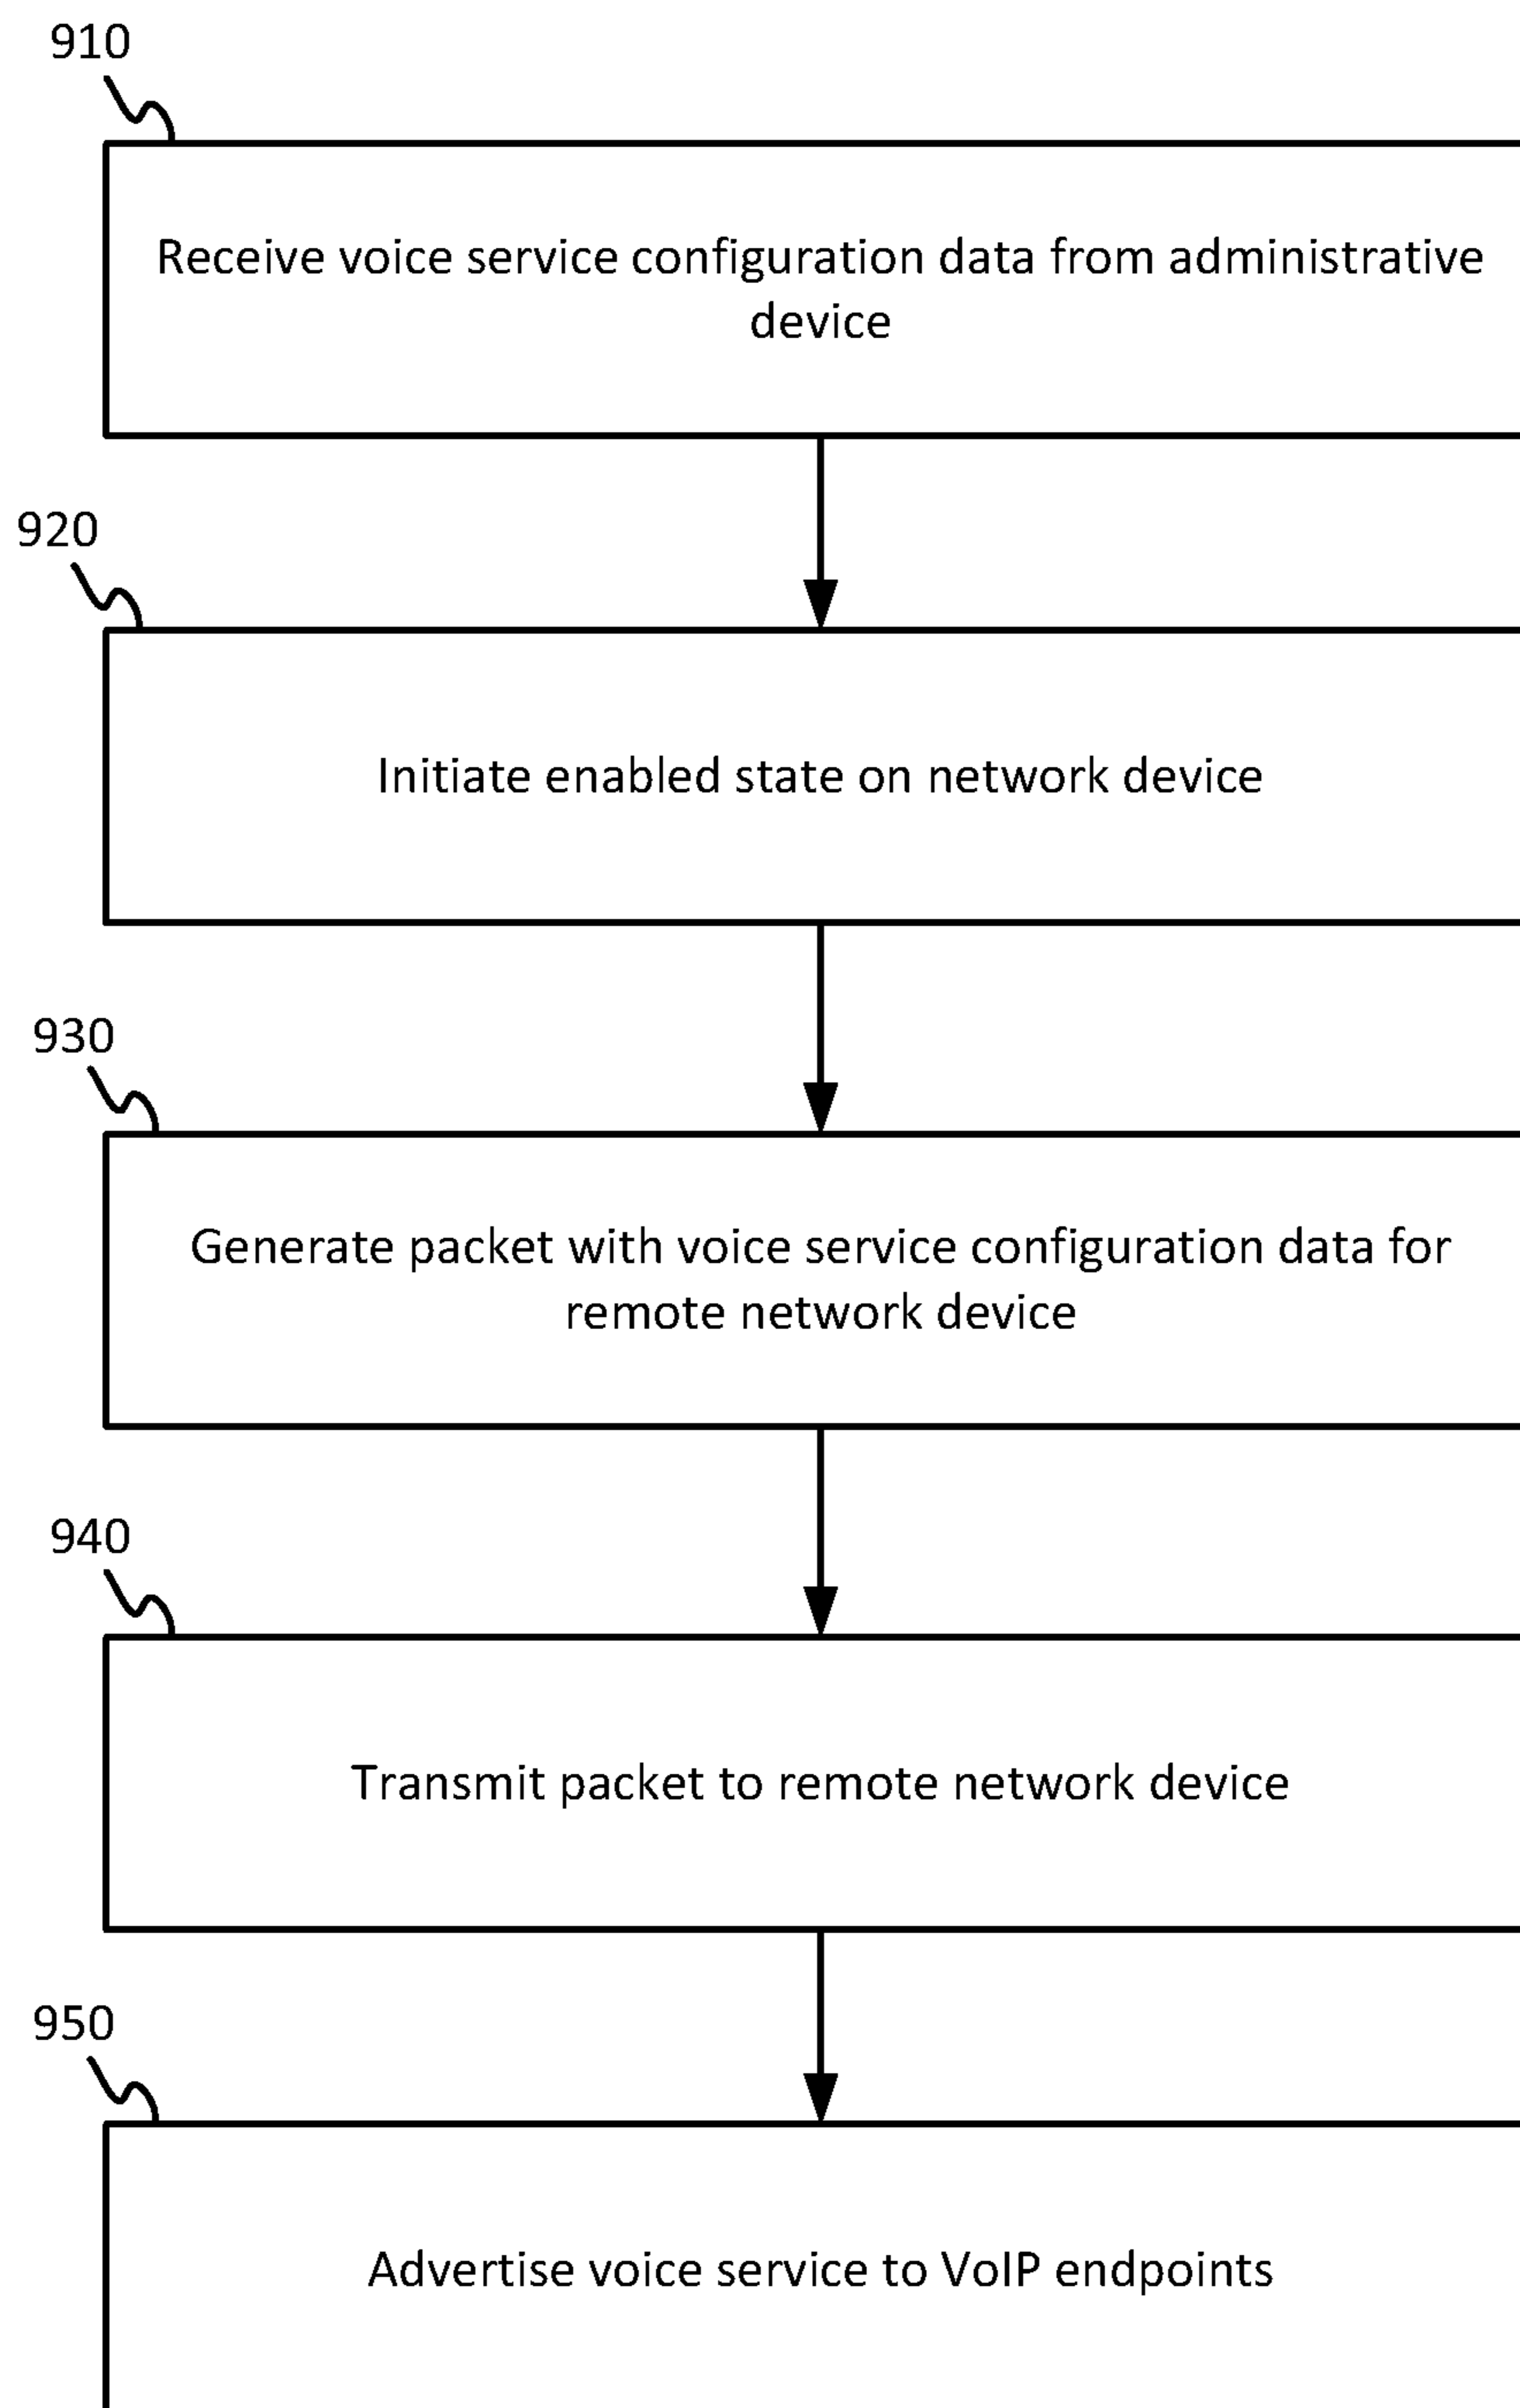 910
Receive voice service configuration data from administrative
device
920
Initiate enabled state on network device
930
Generate packet with voice service configuration data for
remote network device
940
Transmit packet to remote network device
950
Advertise voice service to VoIP endpoints